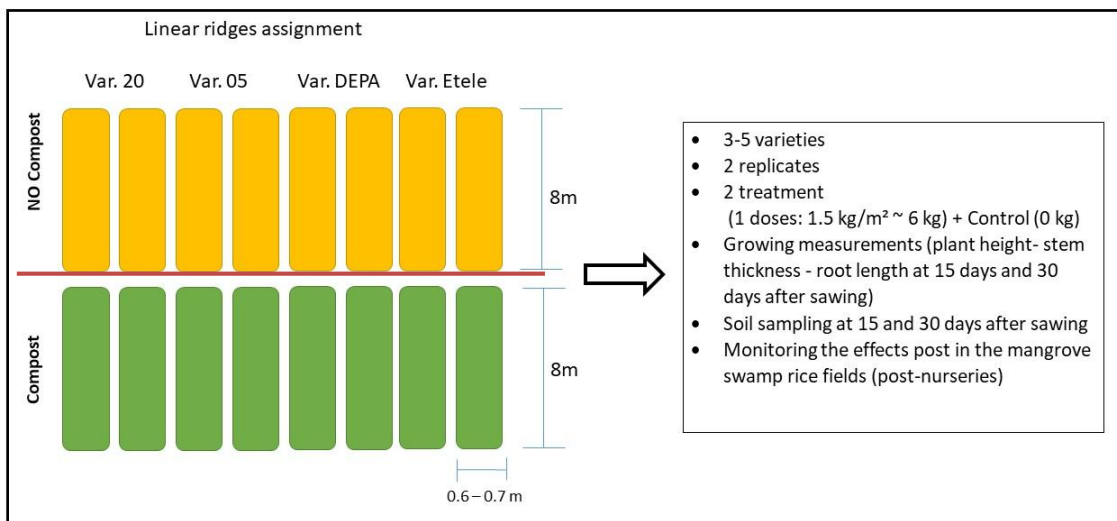 Linear ridges assignment
Var. 20
Var. 05
Var. DEPA
Var. Etele
NO Compost
8m
Compost
8m
0.6 – 0.7 m
• 3-5 varieties
• 2 replicates
• 2 treatment
(1 doses: 1.5 kg/m² ~ 6 kg) + Control (0 kg)
• Growing measurements (plant height- stem
thickness - root length at 15 days and 30
days after sawing)
• Soil sampling at 15 and 30 days after sawing
• Monitoring the effects post in the mangrove
swamp rice fields (post-nurseries)